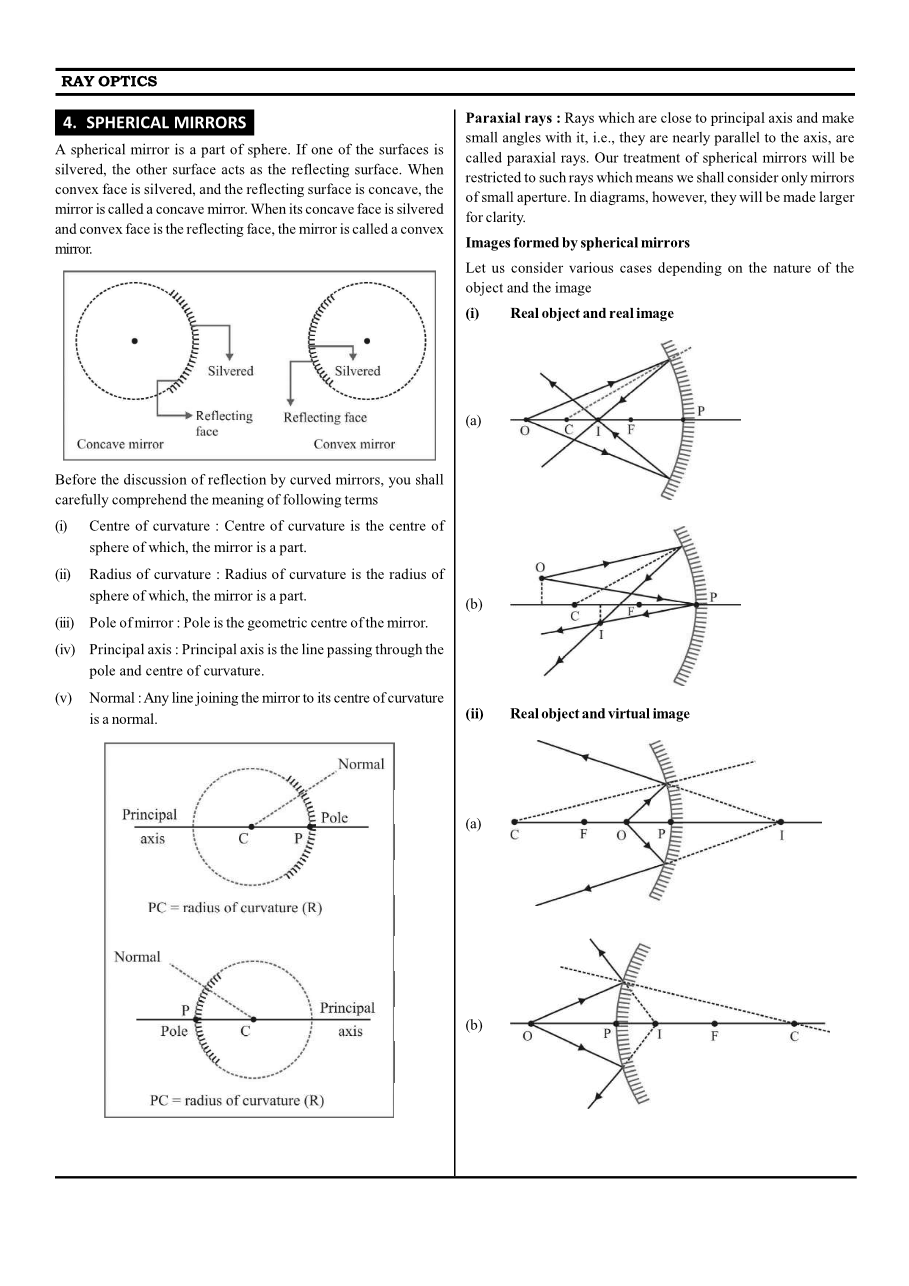 RAY OPTICS
4. SPHERICAL MIRRORS
A spherical mirror is a part of sphere. If one of the surfaces is
silvered, the other surface acts as the reflecting surface. When
convex face is silvered, and the reflecting surface is concave, the
mirror is called a concave mirror. When its concave face is silvered
and convex face is the reflecting face, the mirror is called a convex
mirror.
Silvered
Reflecting
face
Concave mirror
Silvered
Reflecting face
Convex mirror
Before the discussion of reflection by curved mirrors, you shall
carefully comprehend the meaning of following terms
(i) Centre of curvature : Centre of curvature is the centre of
sphere of which, the mirror is a part.
(ii) Radius of curvature : Radius of curvature is the radius of
sphere of which, the mirror is a part.
(iii) Pole of mirror : Pole is the geometric centre of the mirror.
(iv) Principal axis : Principal axis is the line passing through the
pole and centre of curvature.
(v) Normal : Any line joining the mirror to its centre of curvature
is a normal.
Normal
Principal
axis
C
P
Pole
PC = radius of curvature (R)
Normal
P
Pole
C
Principal
axis
PC = radius of curvature (R)
Paraxial rays : Rays which are close to principal axis and make
small angles with it, i.e., they are nearly parallel to the axis, are
called paraxial rays. Our treatment of spherical mirrors will be
restricted to such rays which means we shall consider only mirrors
of small aperture. In diagrams, however, they will be made larger
for clarity.
Images formed by spherical mirrors
Let us consider various cases depending on the nature of the
object and the image
(i) Real object and real image
(a)
O C I F P
(b)
O
C F P
I
(ii) Real object and virtual image
(a)
C F O P I
(b)
O P I F C